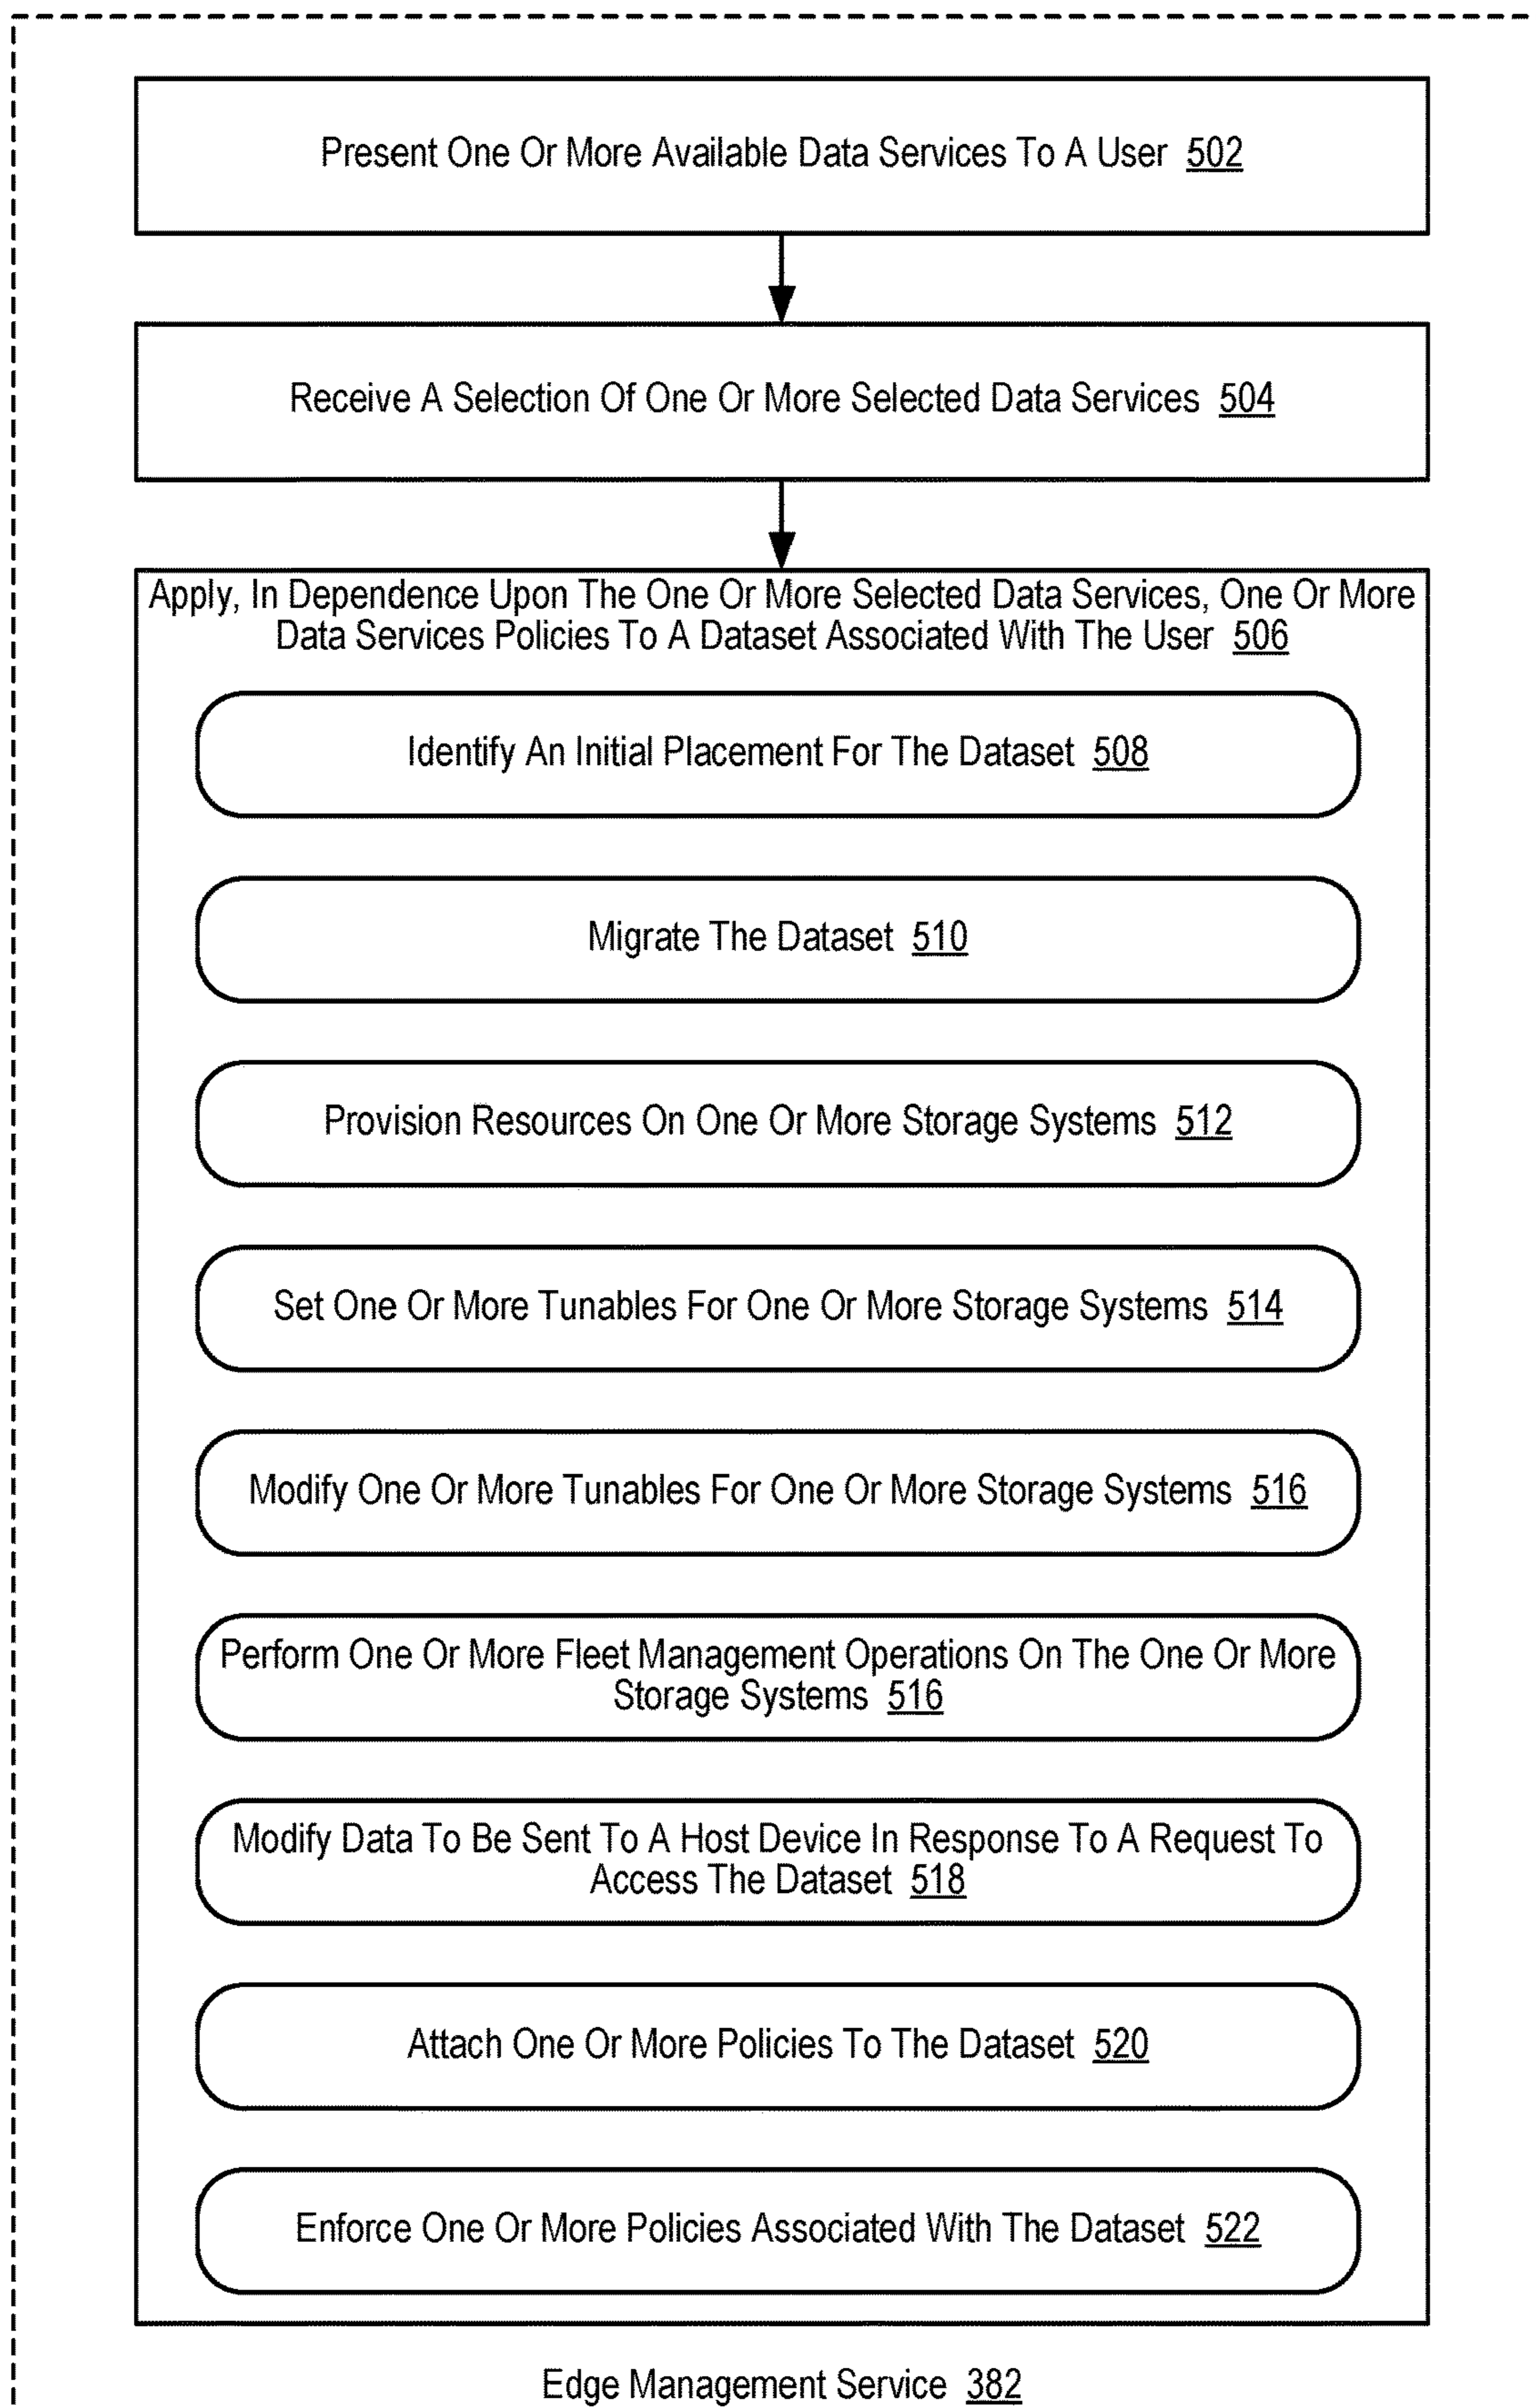 Present One Or More Available Data Services To A User 502
Receive A Selection Of One Or More Selected Data Services 504
Apply, In Dependence Upon The One Or More Selected Data Services, One Or More
Data Services Policies To A Dataset Associated With The User 506
Identify An Initial Placement For The Dataset 508
Migrate The Dataset 510
Provision Resources On One Or More Storage Systems 512
Set One Or More Tunables For One Or More Storage Systems 514
Modify One Or More Tunables For One Or More Storage Systems 516
Perform One Or More Fleet Management Operations On The One Or More
Storage Systems 516
Modify Data To Be Sent To A Host Device In Response To A Request To
Access The Dataset 518
Attach One Or More Policies To The Dataset 520
Enforce One Or More Policies Associated With The Dataset 522
Edge Management Service 382